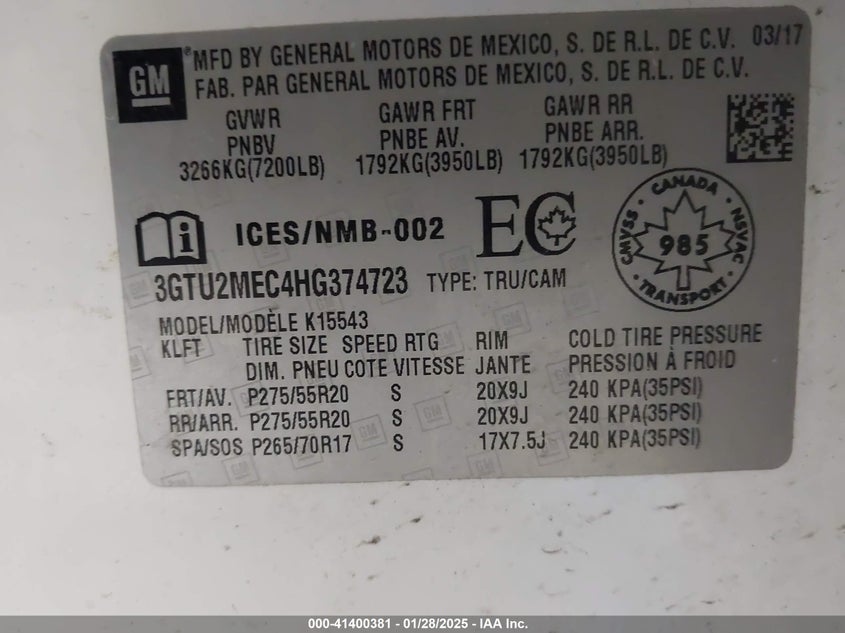 GM
® MFD BY GENERAL MOTORS DE MEXICO, S. DE R.L. DE C.V. 03/17
FAB. PAR GENERAL MOTORS DE MEXICO, S. DE R.L. DE C.V.
GVWR GAWR FRT GAWR RR
PNBV PNBE AV. PNBE ARR.
3266KG(7200LB) 1792KG(3950LB) 1792KG(3950LB)
i ICES/NMB-002 EC
CANADA
CMVSS 985 NSVAC
TRANSPORT
3GTU2MEC4HG374723 TYPE: TRU/CAM
MODEL/MODÈLE K15543
KLFT TIRE SIZE SPEED RTG RIM COLD TIRE PRESSURE
DIM. PNEU COTE VITESSE JANTE PRESSION À FROID
FRT/AV. P275/55R20 S 20X9J 240 KPA(35PSI)
RR/ARR. P275/55R20 S 20X9J 240 KPA(35PSI)
SPA/SOS P265/70R17 S 17X7.5J 240 KPA(35PSI)
000-41400381 - 01/28/2025 - IAA Inc.